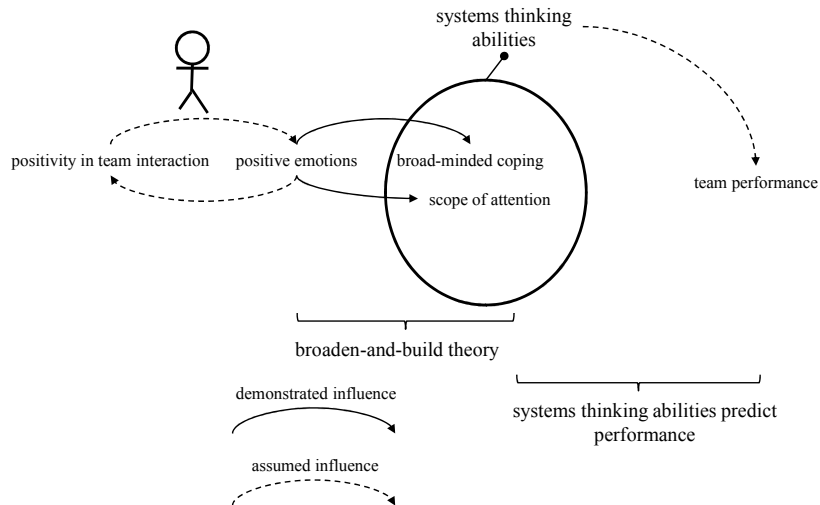 systems thinking
abilities
positivity in team interaction
positive emotions
broad-minded coping
scope of attention
team performance
broaden-and-build theory
demonstrated influence
systems thinking abilities predict
performance
assumed influence